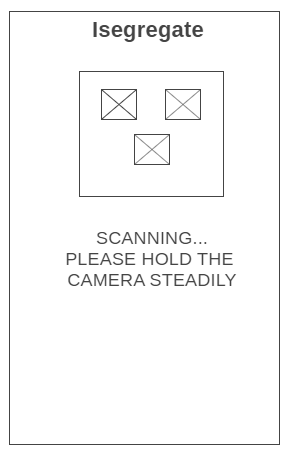 Isegregate
SCANNING...
PLEASE HOLD THE
CAMERA STEADILY